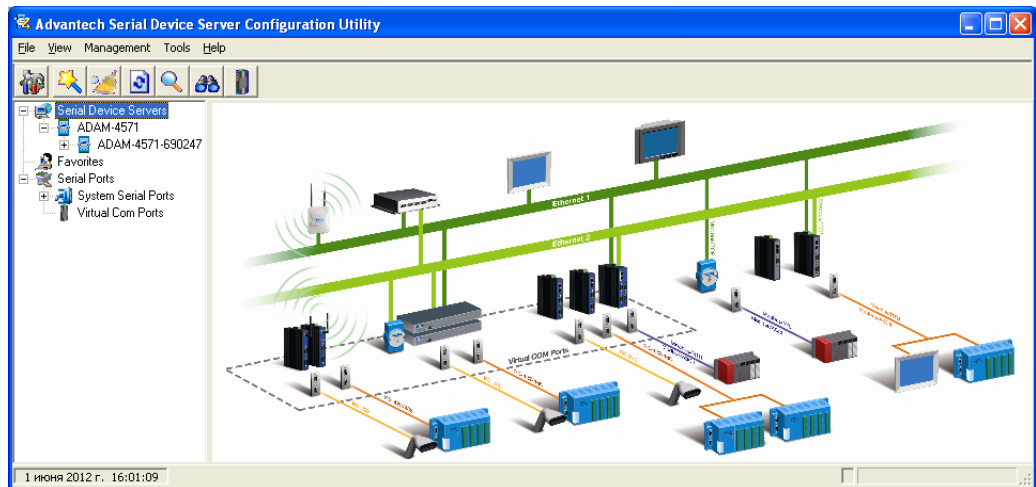 Advantech Serial Device Server Configuration Utility
File View Management Tools Help
Serial Device Servers
ADAM-4571
ADAM-4571-690247
Favorites
Serial Ports
System Serial Ports
Virtual Com Ports
Ethernet 1
Ethernet 2
Virtual COM Ports
1 июня 2012 г. 16:01:09